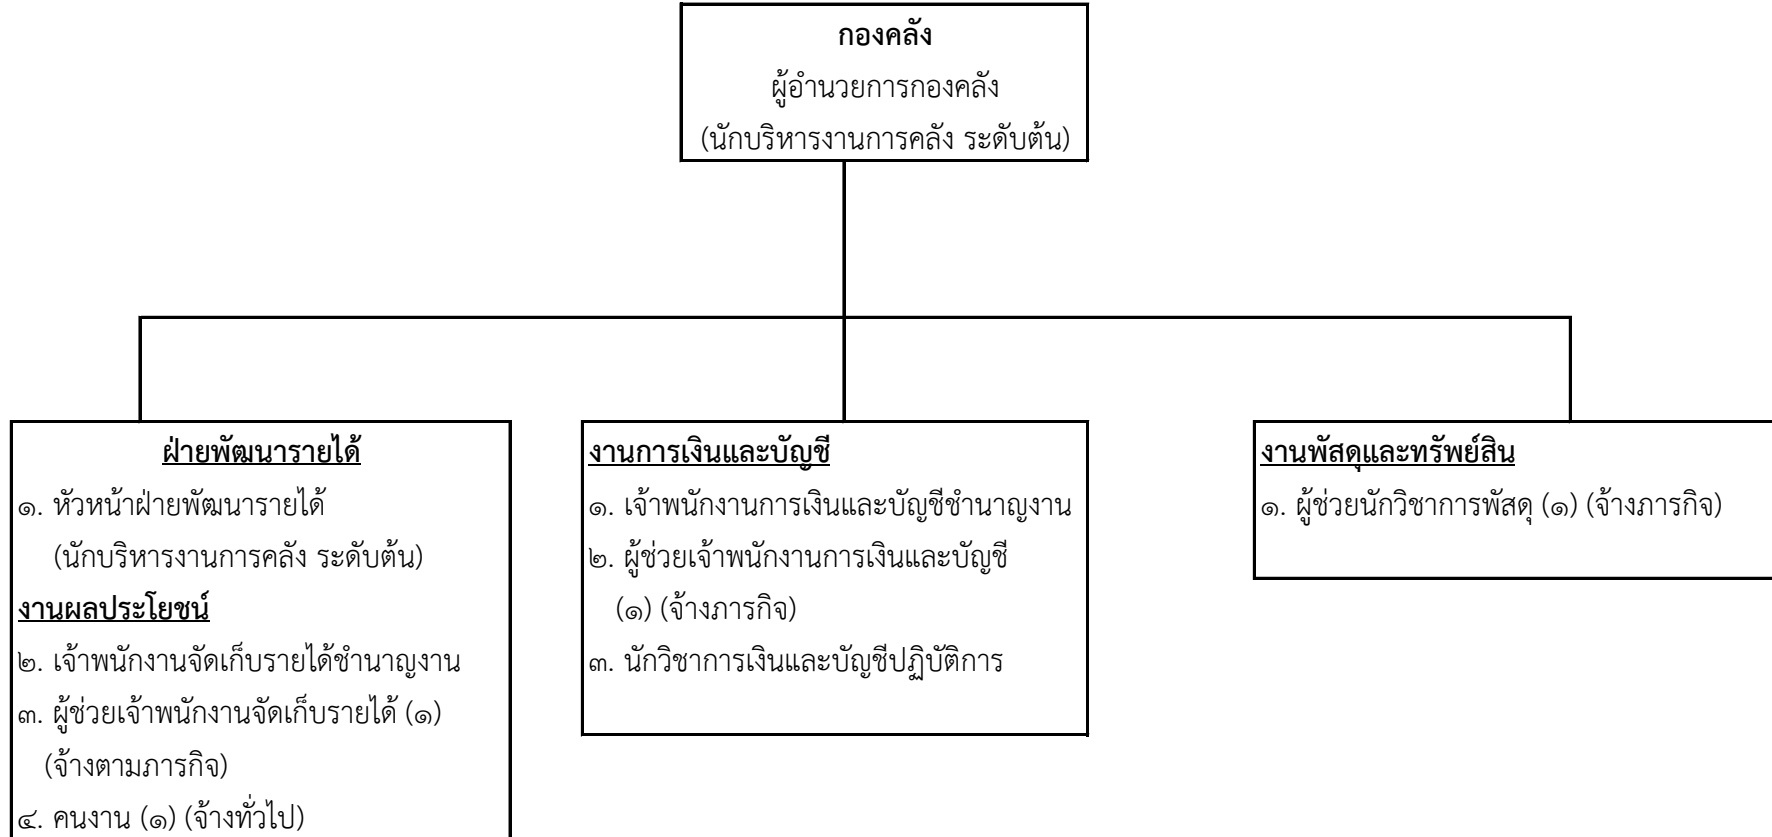 กองคลัง
ผู้อำนวยการกองคลัง
(นักบริหารงานการคลัง ระดับต้น)
ฝ่ายพัฒนารายได้
๑. หัวหน้าฝ่ายพัฒนารายได้
(นักบริหารงานการคลัง ระดับต้น)
งานผลประโยชน์
๒. เจ้าพนักงานจัดเก็บรายได้ชำนาญงาน
๓. ผู้ช่วยเจ้าพนักงานจัดเก็บรายได้ (๑)
(จ้างตามภารกิจ)
๔. คนงาน (๑) (จ้างทั่วไป)
งานการเงินและบัญชี
๑. เจ้าพนักงานการเงินและบัญชีชำนาญงาน
๒. ผู้ช่วยเจ้าพนักงานการเงินและบัญชี
(๑) (จ้างภารกิจ)
๓. นักวิชาการเงินและบัญชีปฏิบัติการ
งานพัสดุและทรัพย์สิน
๑. ผู้ช่วยนักวิชาการพัสดุ (๑) (จ้างภารกิจ)